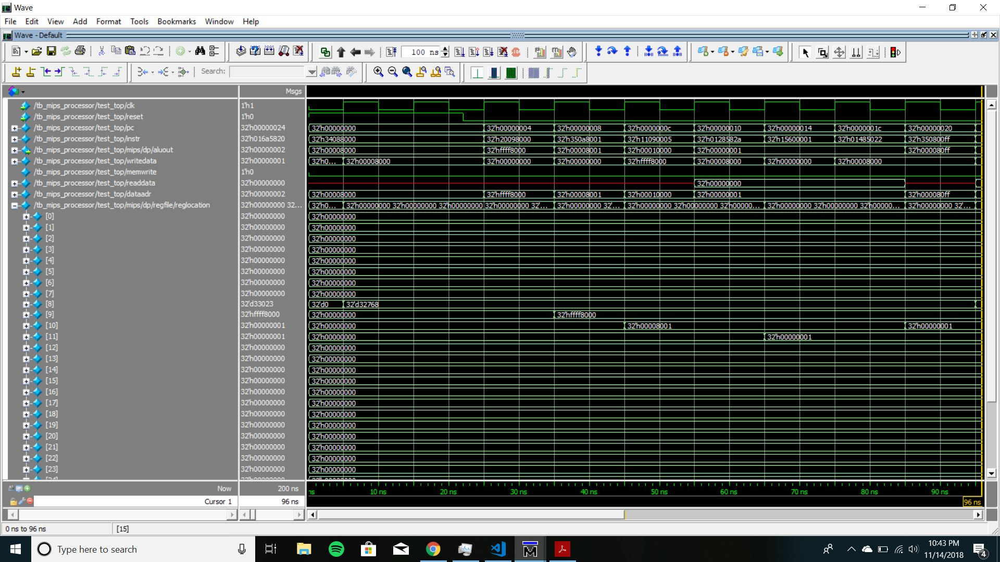 Wave
File Edit View Add Format Tools Bookmarks Window Help
Wave - Default
100 ns
Search:
Msgs
/tb_mips_processor/test_top/clk 1'h1
/tb_mips_processor/test_top/reset 1'h0
/tb_mips_processor/test_top/pc 32'h00000024 32'h00000000 32'h00000004 32'h00000008 32'h0000000c 32'h00000010 32'h00000014 32'h0000001c 32'h00000020
/tb_mips_processor/test_top/instr 32'h016a5820 32'h34088000 32'h20098000 32'h350a8001 32'h11090005 32'h0128582a 32'h15600001 32'h01485022 32'h350800ff
/tb_mips_processor/test_top/mips/dp/aluout 32'h00000002 32'h00008000 32'hffff8000 32'h00008001 32'h00010000 32'h00000001 32'h000080ff
/tb_mips_processor/test_top/writedata 32'h00000001 32'h0... 32'h00008000 32'h00000000 32'h00000000 32'hffff8000 32'h00008000 32'h00000000 32'h00008000
/tb_mips_processor/test_top/memwrite 1'h0
/tb_mips_processor/test_top/readdata 32'h00000000 32'h00000000
/tb_mips_processor/test_top/dataadr 32'h00000002 32'h00008000 32'hffff8000 32'h00008001 32'h00010000 32'h00000001 32'h000080ff
/tb_mips_processor/test_top/mips/dp/regfile/reglocation 32'h00000000 32... 32'h0... 32'h00000000 32'h00000000 32'h00000000 32'h00000000 32'... 32'h00000000 32'... 32'h00000000 32'h00000000 32'h00000... 32'h00000000 32'h00000000 32'h00000... 32'h00000000 32'...
[0] 32'h00000000 32'h00000000
[1] 32'h00000000 32'h00000000
[2] 32'h00000000 32'h00000000
[3] 32'h00000000 32'h00000000
[4] 32'h00000000 32'h00000000
[5] 32'h00000000 32'h00000000
[6] 32'h00000000 32'h00000000
[7] 32'h00000000 32'h00000000
[8] 32'd33023 32'd0 32'd32768
[9] 32'hffff8000 32'h00000000 32'hffff8000
[10] 32'h00000001 32'h00000000 32'h00008001 32'h00000001
[11] 32'h00000001 32'h00000000 32'h00000001
[12] 32'h00000000 32'h00000000
[13] 32'h00000000 32'h00000000
[14] 32'h00000000 32'h00000000
[15] 32'h00000000 32'h00000000
[16] 32'h00000000 32'h00000000
[17] 32'h00000000 32'h00000000
[18] 32'h00000000 32'h00000000
[19] 32'h00000000 32'h00000000
[20] 32'h00000000 32'h00000000
[21] 32'h00000000 32'h00000000
[22] 32'h00000000 32'h00000000
[23] 32'h00000000 32'h00000000
Now 200 ns ns 10 ns 20 ns 30 ns 40 ns 50 ns 60 ns 70 ns 80 ns 90 ns
Cursor 1 96 ns 96 ns
0 ns to 96 ns [15]
Type here to search
10:43 PM
11/14/2018
4